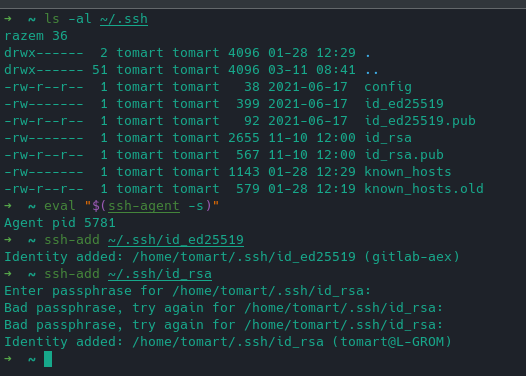 ➜  ~ ls -al ~/.ssh
razem 36
drwx------  2 tomart tomart 4096 01-28 12:29 .
drwx------ 51 tomart tomart 4096 03-11 08:41 ..
-rw-r--r--  1 tomart tomart   38 2021-06-17  config
-rw-------  1 tomart tomart  399 2021-06-17  id_ed25519
-rw-r--r--  1 tomart tomart   92 2021-06-17  id_ed25519.pub
-rw-------  1 tomart tomart 2655 11-10 12:00 id_rsa
-rw-r--r--  1 tomart tomart  567 11-10 12:00 id_rsa.pub
-rw-------  1 tomart tomart 1143 01-28 12:29 known_hosts
-rw-r--r--  1 tomart tomart  579 01-28 12:19 known_hosts.old
➜  ~ eval "$(ssh-agent -s)"
Agent pid 5781
➜  ~ ssh-add ~/.ssh/id_ed25519
Identity added: /home/tomart/.ssh/id_ed25519 (gitlab-aex)
➜  ~ ssh-add ~/.ssh/id_rsa
Enter passphrase for /home/tomart/.ssh/id_rsa:
Bad passphrase, try again for /home/tomart/.ssh/id_rsa:
Bad passphrase, try again for /home/tomart/.ssh/id_rsa:
Identity added: /home/tomart/.ssh/id_rsa (tomart@L-GROM)
➜  ~